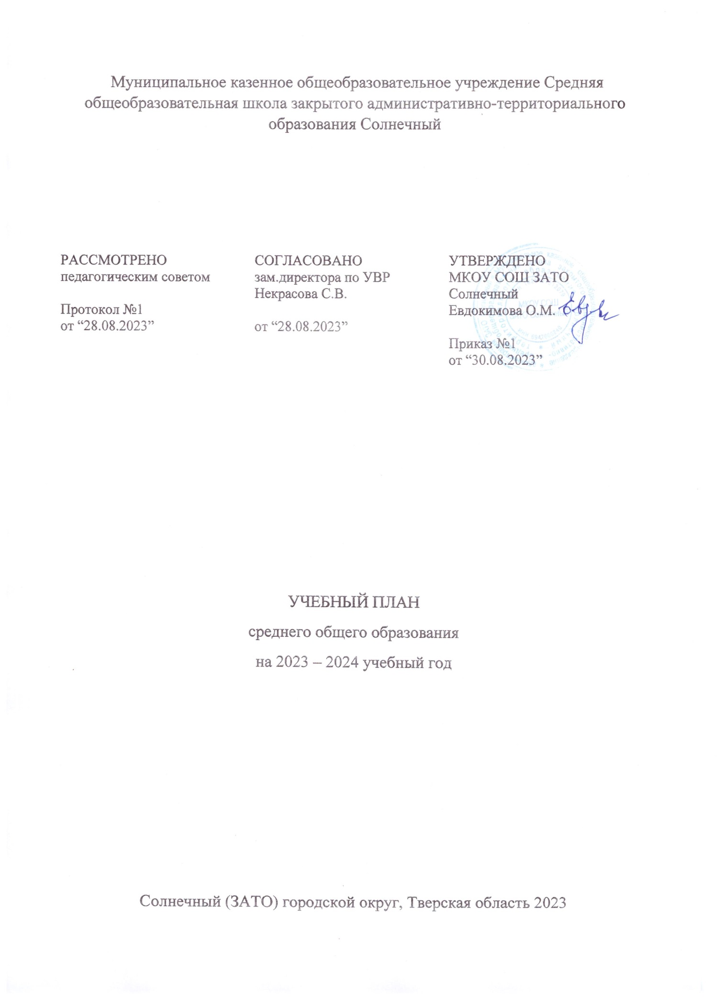 Муниципальное казенное общеобразовательное учреждение Средняя
общеобразовательная школа закрытого административно-территориального
образования Солнечный
РАССМОТРЕНО
педагогическим советом
Протокол №1
от “28.08.2023”
СОГЛАСОВАНО
зам.директора по УВР
Некрасова С.В.
от “28.08.2023”
УТВЕРЖДЕНО
МКОУ СОШ ЗАТО
Солнечный
Евдокимова О.М.
Приказ №1
от “30.08.2023”
МКОУ СОШ
УЧЕБНЫЙ ПЛАН
среднего общего образования
на 2023 – 2024 учебный год
Солнечный (ЗАТО) городской округ, Тверская область 2023